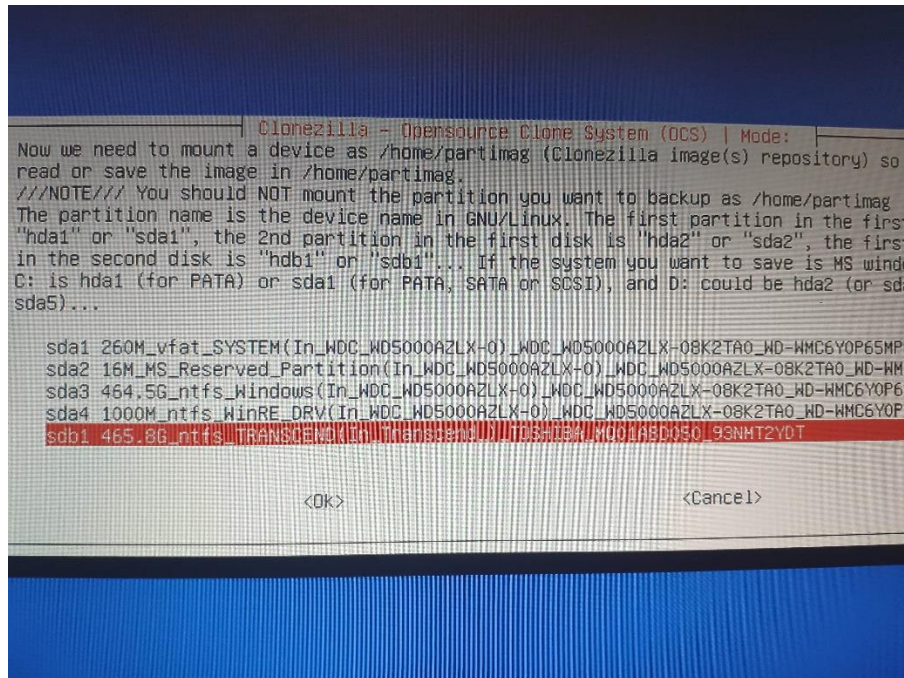 Clonezilla - Opensource Clone System (OCS) | Mode:
Now we need to mount a device as /home/partimag (Clonezilla image(s) repository) so
read or save the image in /home/partimag.
///NOTE/// You should NOT mount the partition you want to backup as /home/partimag
The partition name is the device name in GNU/Linux. The first partition in the firs
"hda1" or "sda1", the 2nd partition in the first disk is "hda2" or "sda2", the firs
in the second disk is "hdb1" or "sdb1"... If the system you want to save is MS wind
C: is hda1 (for PATA) or sda1 (for PATA, SATA or SCSI), and D: could be hda2 (or sd
sda5)...
sda1 260M_vfat_SYSTEM(In_WDC_WD5000AZLX-0)_WDC_WD5000AZLX-08K2TA0_WD-WMC6Y0P65MP
sda2 16M_MS_Reserved_Partition(In_WDC_WD5000AZLX-0)_WDC_WD5000AZLX-08K2TA0_WD-WM
sda3 464.5G_ntfs_Windows(In_WDC_WD5000AZLX-0)_WDC_WD5000AZLX-08K2TA0_WD-WMC6Y0P6
sda4 1000M_ntfs_WinRE_DRV(In_WDC_WD5000AZLX-0)_WDC_WD5000AZLX-08K2TA0_WD-WMC6Y0P
sdb1 465.8G_ntfs_TRANSCEND(In_Transcend_)_TOSHIBA_MQ01ABD050_93NMT2YDT
<Ok> <Cancel>